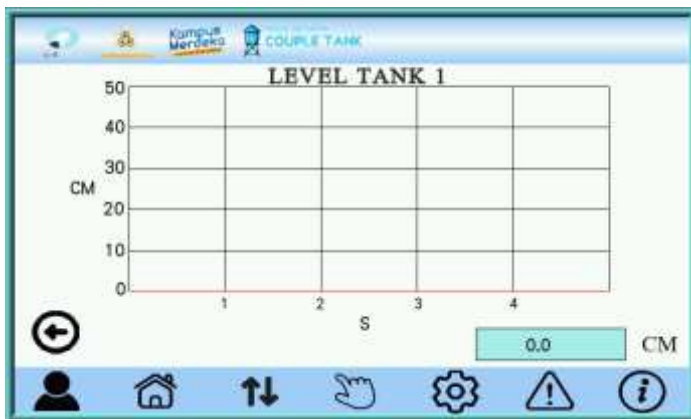 Kampus
Merdeka
COUPLE TANK
LEVEL TANK 1
50
40
30
CM
20
10
0
1 2 3 4
S
0.0 CM